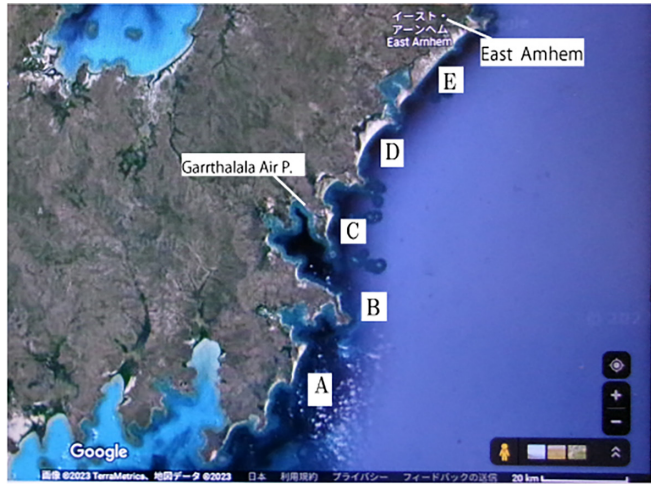 イースト・
アーンヘム
East Arnhem
East Amhem
E
D
Garrthalala Air P.
C
B
A
Google
画像 ©2023 TerraMetrics、地図データ ©2023
日本
利用規約
プライバシー
フィードバックの送信
20 km